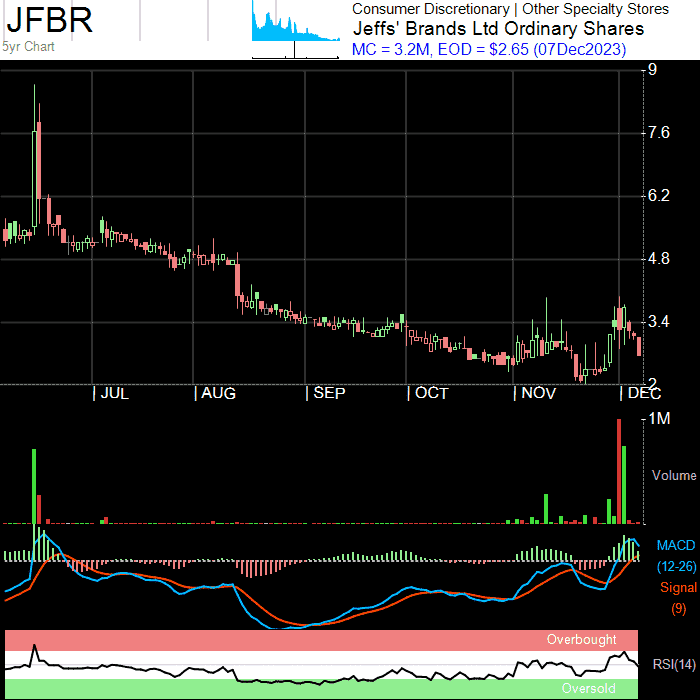 JFBR
5yr Chart
Consumer Discretionary | Other Specialty Stores
Jeffs' Brands Ltd Ordinary Shares
MC = 3.2M, EOD = $2.65 (07Dec2023)
9
7.6
6.2
4.8
3.4
2
| JUL | AUG | SEP | OCT | NOV | DEC
1M
Volume
MACD
(12-26)
Signal
(9)
Overbought
RSI(14)
Oversold